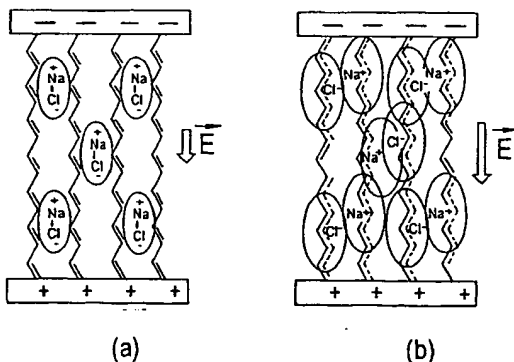 − − − −
− − − −
Na⁺ Na⁺
Cl⁻ Cl⁻
Na⁺
Cl⁻
Na⁺ Na⁺
Cl⁻ Cl⁻
E
+ + + +
Na⁺ Na⁺
Cl⁻ Cl⁻
Cl⁻
Na⁺
Na⁺ Na⁺
Cl⁻ Cl⁻
E
+ + + +
(a) (b)